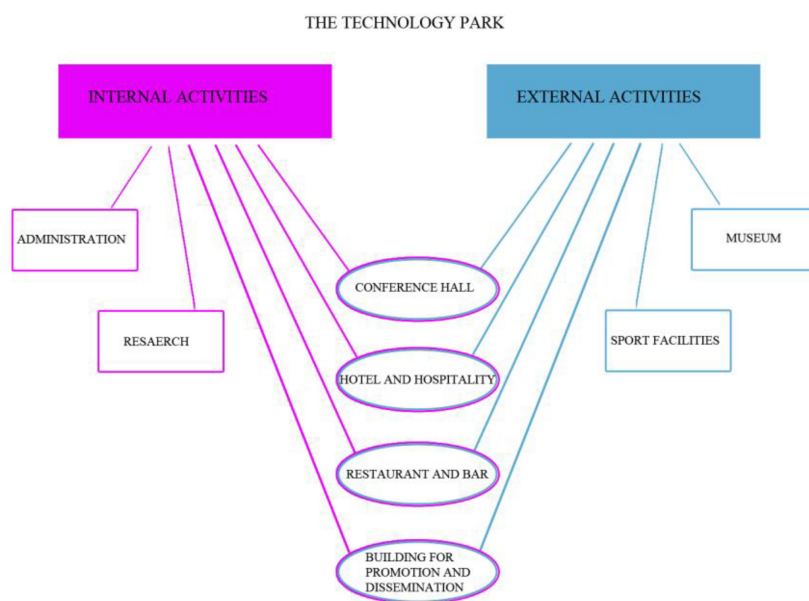 THE TECHNOLOGY PARK
INTERNAL ACTIVITIES
EXTERNAL ACTIVITIES
ADMINISTRATION
MUSEUM
CONFERENCE HALL
RESAERCH
SPORT FACILITIES
HOTEL AND HOSPITALITY
RESTAURANT AND BAR
BUILDING FOR
PROMOTION AND
DISSEMINATION